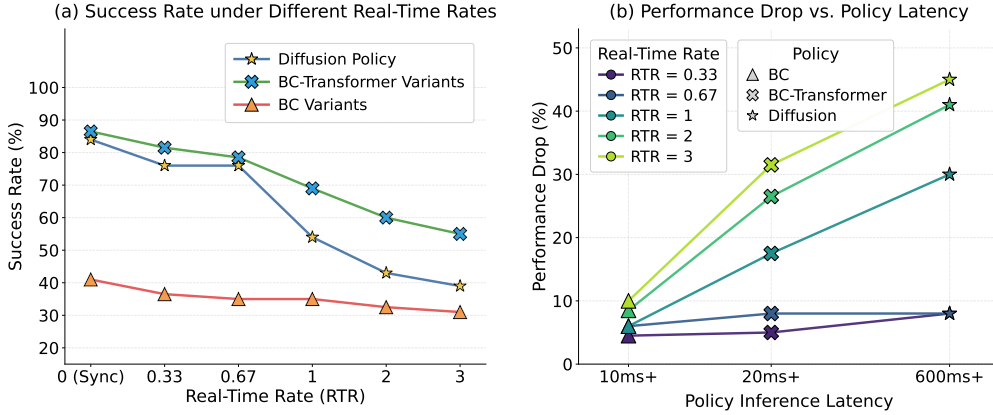 (a) Success Rate under Different Real-Time Rates
Success Rate (%)
100
90
80
70
60
50
40
30
20
Diffusion Policy
BC-Transformer Variants
BC Variants
0 (Sync) 0.33 0.67 1 2 3
Real-Time Rate (RTR)
(b) Performance Drop vs. Policy Latency
Performance Drop (%)
50
40
30
20
10
0
Real-Time Rate
RTR = 0.33
RTR = 0.67
RTR = 1
RTR = 2
RTR = 3
Policy
BC
BC-Transformer
Diffusion
10ms+ 20ms+ 600ms+
Policy Inference Latency